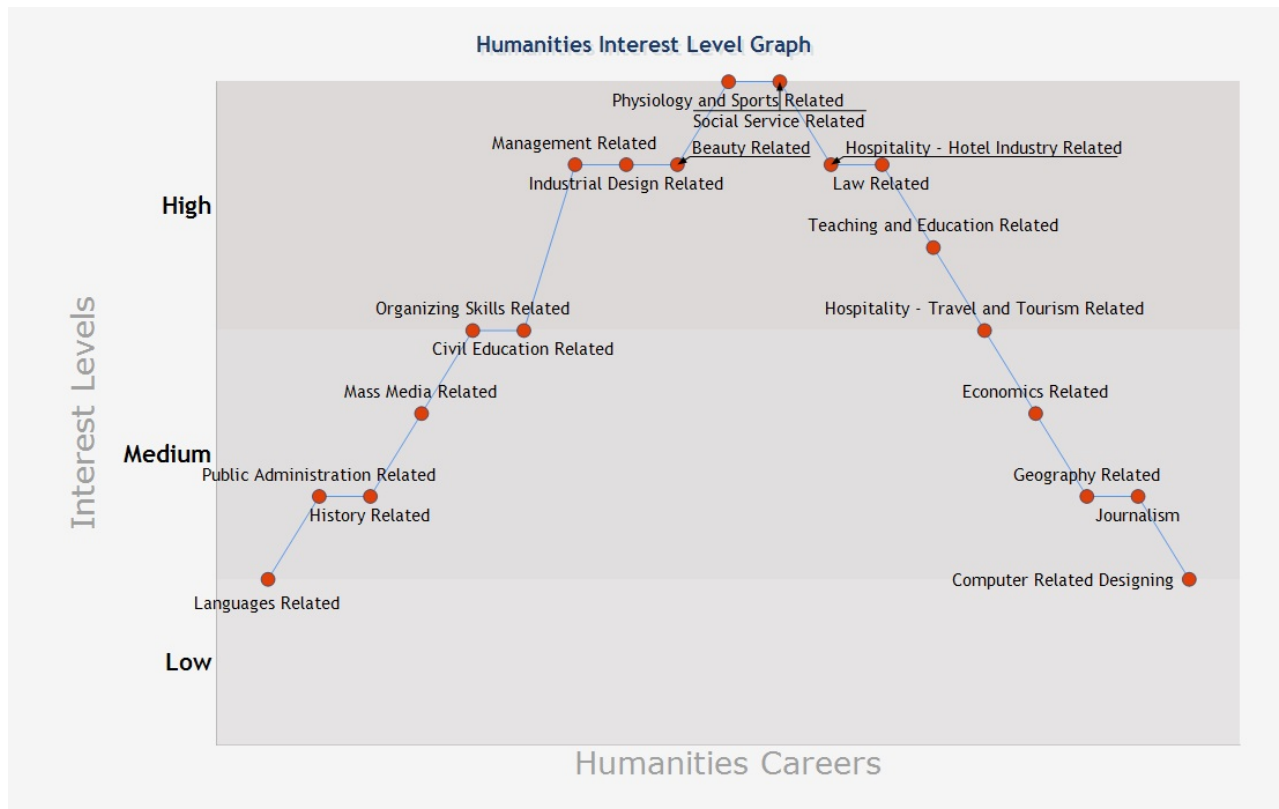 Humanities Interest Level Graph
Physiology and Sports Related
Social Service Related
Management Related
Beauty Related
Hospitality - Hotel Industry Related
Industrial Design Related
Law Related
High
Teaching and Education Related
Organizing Skills Related
Hospitality - Travel and Tourism Related
Civil Education Related
Mass Media Related
Economics Related
Interest Levels
Medium
Public Administration Related
Geography Related
History Related
Journalism
Computer Related Designing
Languages Related
Low
Humanities Careers